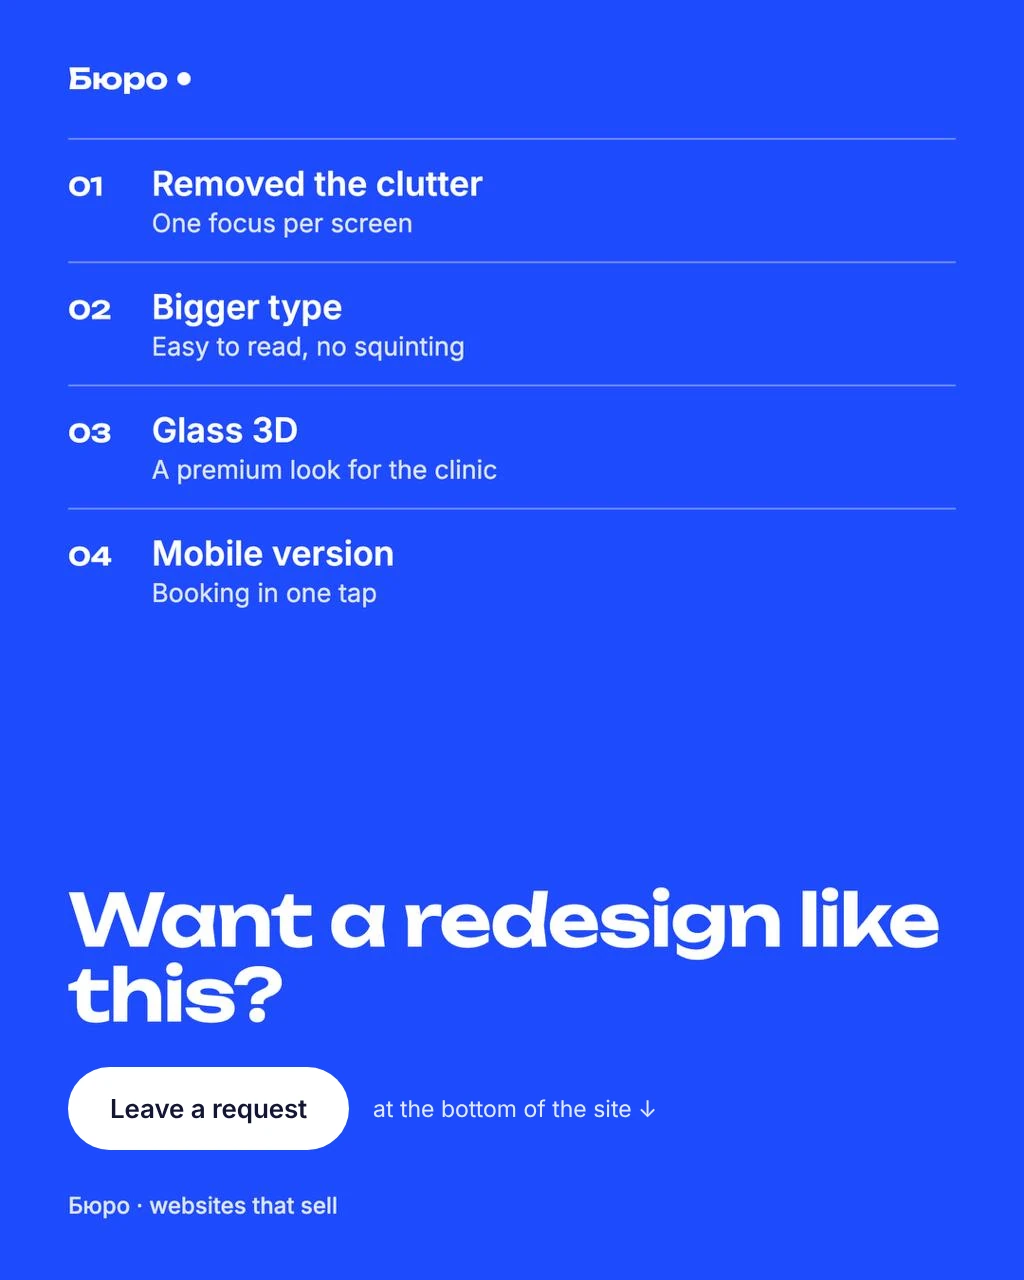 Бюро •
01 Removed the clutter
One focus per screen
02 Bigger type
Easy to read, no squinting
03 Glass 3D
A premium look for the clinic
04 Mobile version
Booking in one tap
Want a redesign like
this?
Leave a request at the bottom of the site ↓
Бюро · websites that sell